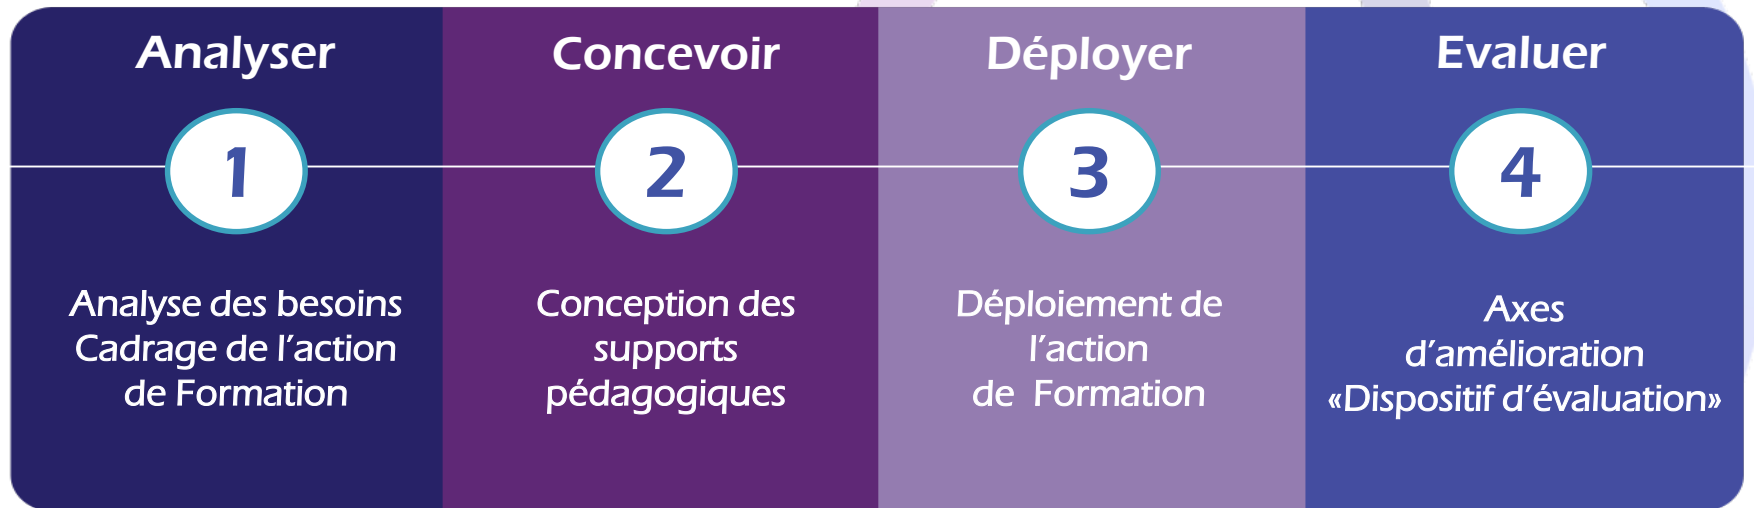 Analyser
1
Analyse des besoins
Cadrage de l’action
de Formation
Concevoir
2
Conception des
supports
pédagogiques
Déployer
3
Déploiement de
l’action
de Formation
Evaluer
4
Axes
d’amélioration
«Dispositif d’évaluation»